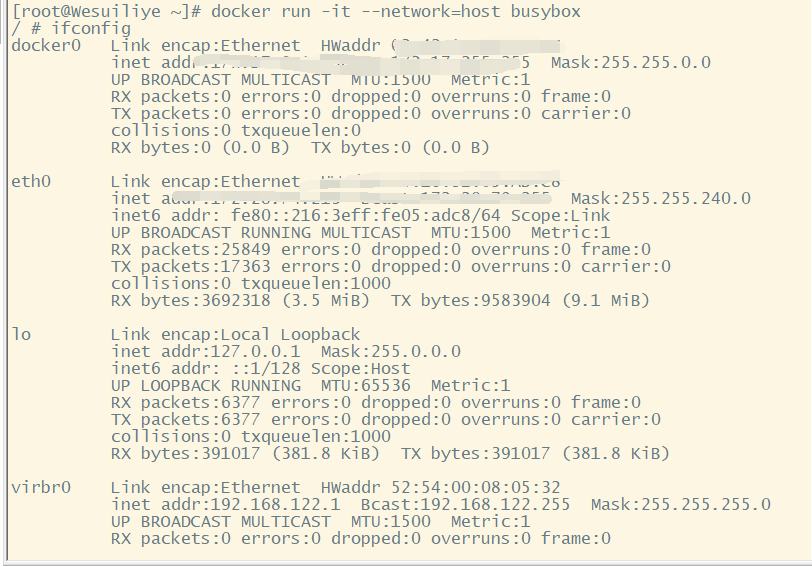 [root@Wesuiliye ~]# docker run -it --network=host busybox
/ # ifconfig
docker0   Link encap:Ethernet  HWaddr
          inet addr:  Mask:255.255.0.0
          UP BROADCAST MULTICAST  MTU:1500  Metric:1
          RX packets:0 errors:0 dropped:0 overruns:0 frame:0
          TX packets:0 errors:0 dropped:0 overruns:0 carrier:0
          collisions:0 txqueuelen:0
          RX bytes:0 (0.0 B)  TX bytes:0 (0.0 B)
eth0      Link encap:Ethernet
          inet  Mask:255.255.240.0
          inet6 addr: fe80::216:3eff:fe05:adc8/64 Scope:Link
          UP BROADCAST RUNNING MULTICAST  MTU:1500  Metric:1
          RX packets:25849 errors:0 dropped:0 overruns:0 frame:0
          TX packets:17363 errors:0 dropped:0 overruns:0 carrier:0
          collisions:0 txqueuelen:1000
          RX bytes:3692318 (3.5 MiB)  TX bytes:9583904 (9.1 MiB)
lo        Link encap:Local Loopback
          inet addr:127.0.0.1  Mask:255.0.0.0
          inet6 addr: ::1/128 Scope:Host
          UP LOOPBACK RUNNING  MTU:65536  Metric:1
          RX packets:6377 errors:0 dropped:0 overruns:0 frame:0
          TX packets:6377 errors:0 dropped:0 overruns:0 carrier:0
          collisions:0 txqueuelen:1000
          RX bytes:391017 (381.8 KiB)  TX bytes:391017 (381.8 KiB)
virbr0    Link encap:Ethernet  HWaddr 52:54:00:08:05:32
          inet addr:192.168.122.1  Bcast:192.168.122.255  Mask:255.255.255.0
          UP BROADCAST MULTICAST  MTU:1500  Metric:1
          RX packets:0 errors:0 dropped:0 overruns:0 frame:0